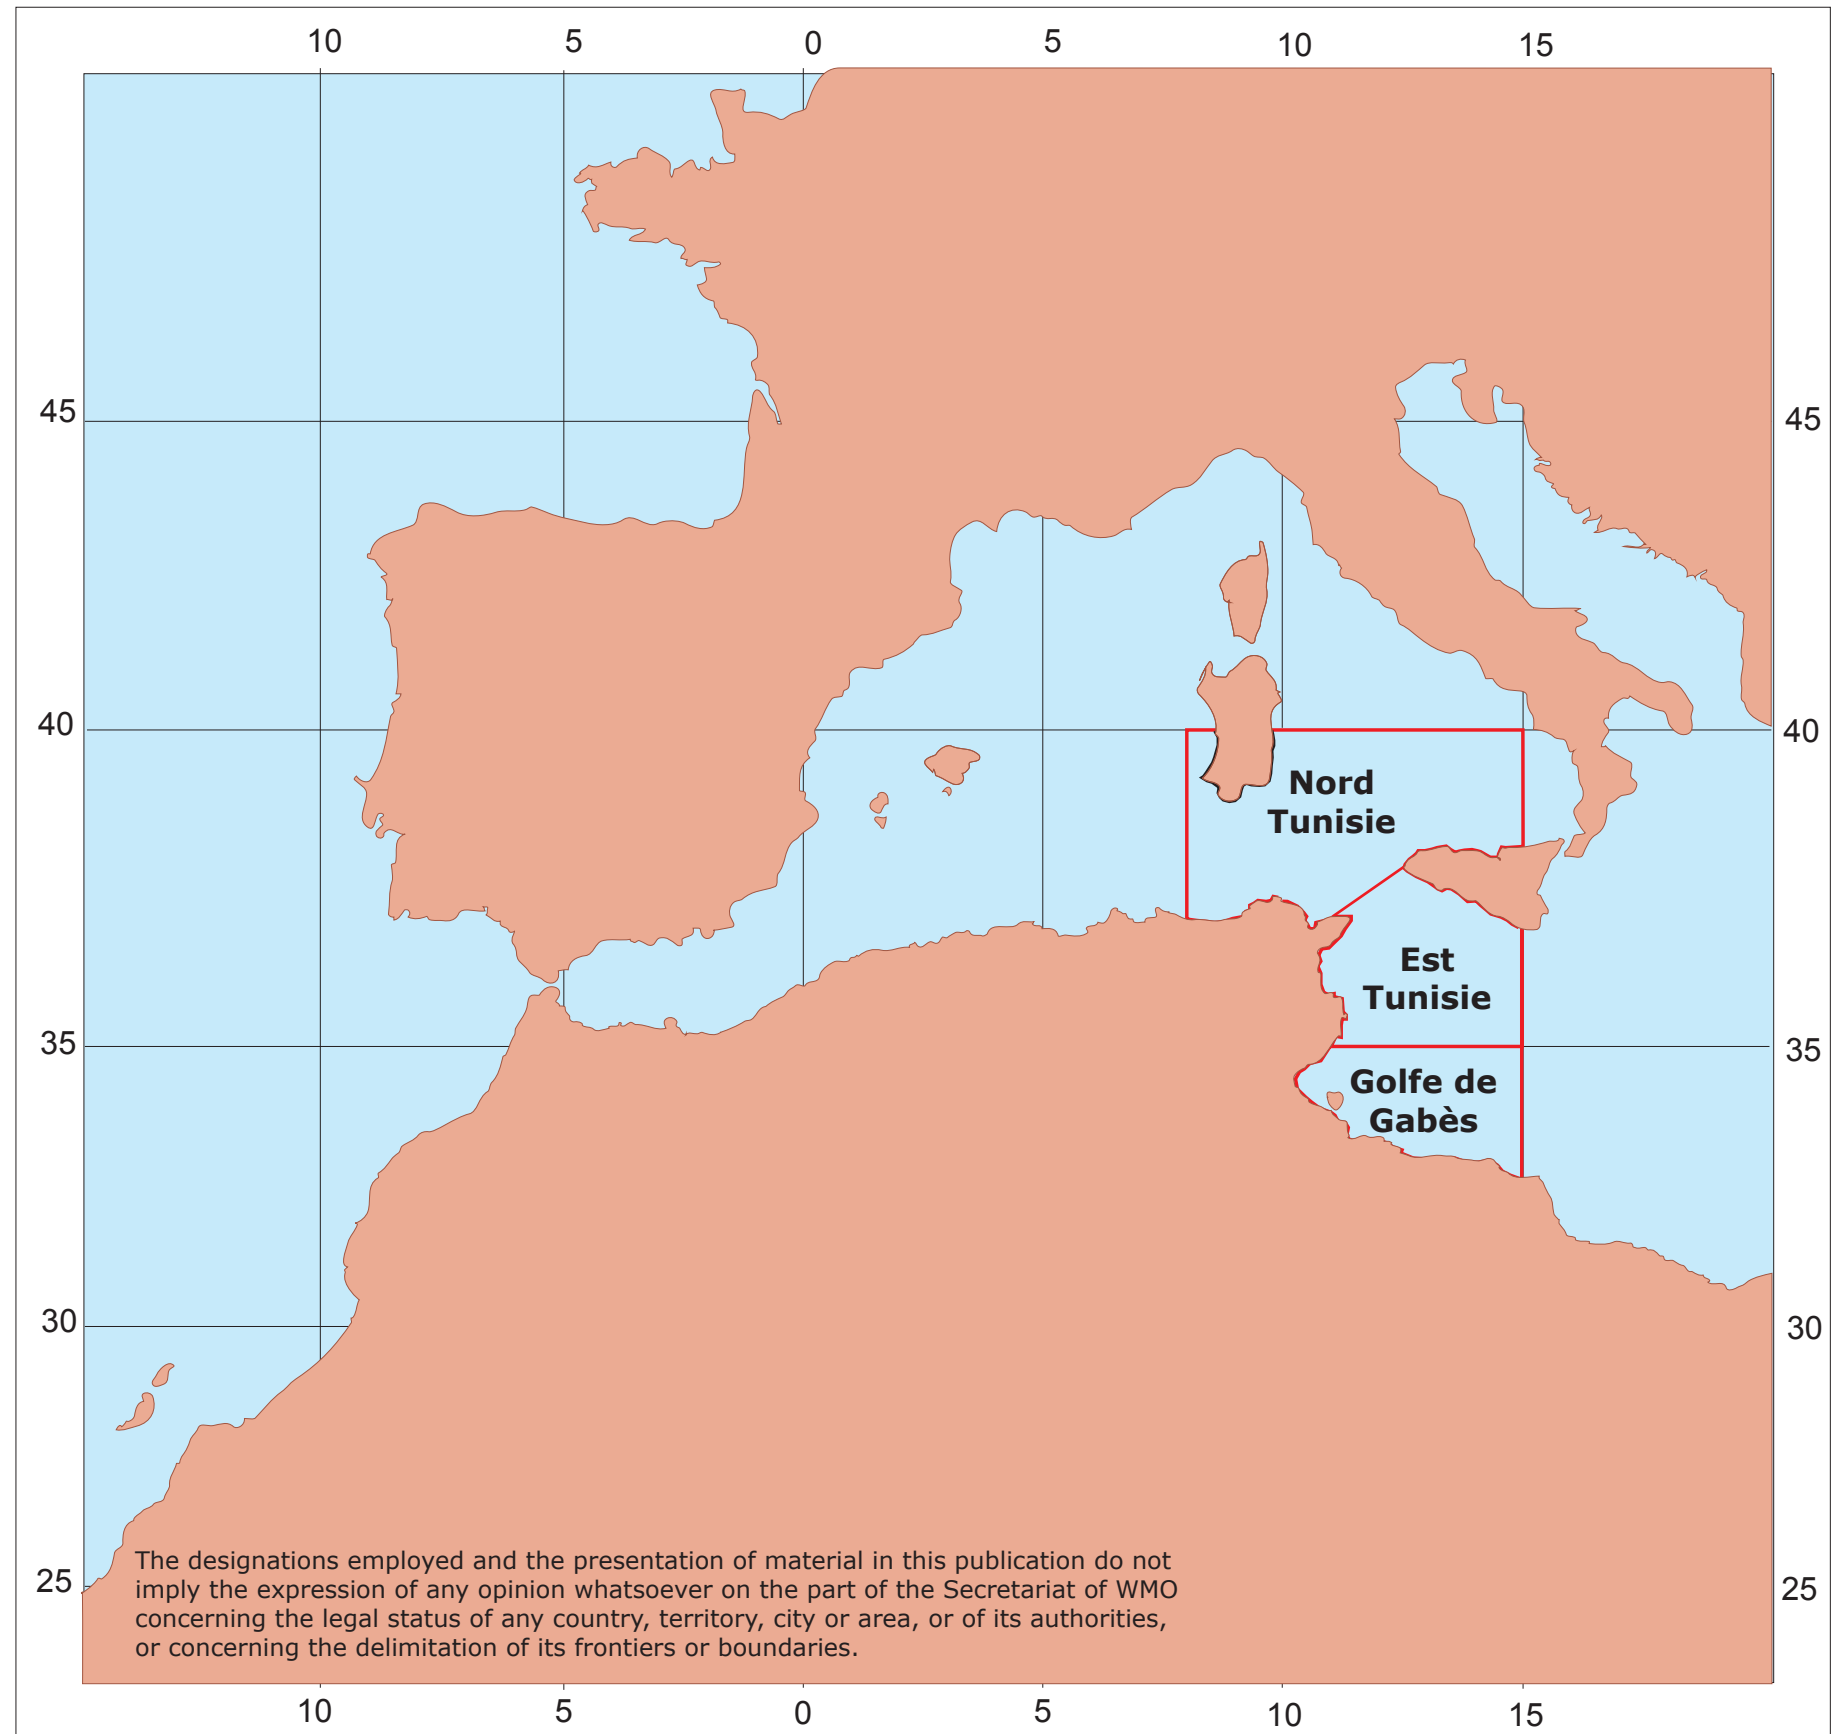 10 5 0 5 10 15
45 45
40 40
Nord
Tunisie
Est
Tunisie
35 35
Golfe de
Gabès
30 30
25 25
The designations employed and the presentation of material in this publication do not
imply the expression of any opinion whatsoever on the part of the Secretariat of WMO
concerning the legal status of any country, territory, city or area, or of its authorities,
or concerning the delimitation of its frontiers or boundaries.
10 5 0 5 10 15